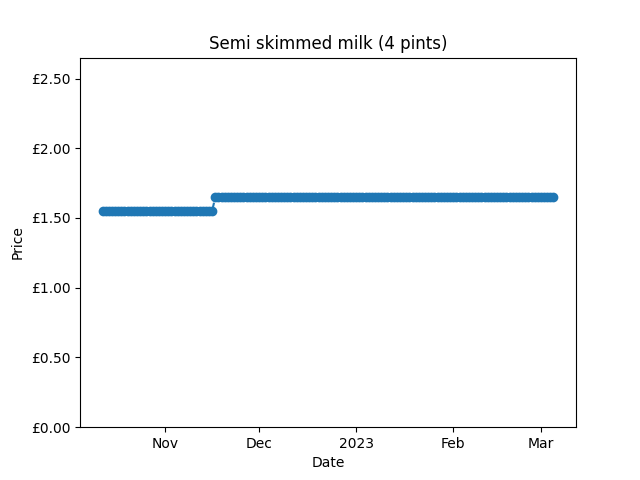 Semi skimmed milk (4 pints)
£2.50
£2.00
£1.50
£1.00
£0.50
£0.00
Price
Nov Dec 2023 Feb Mar
Date